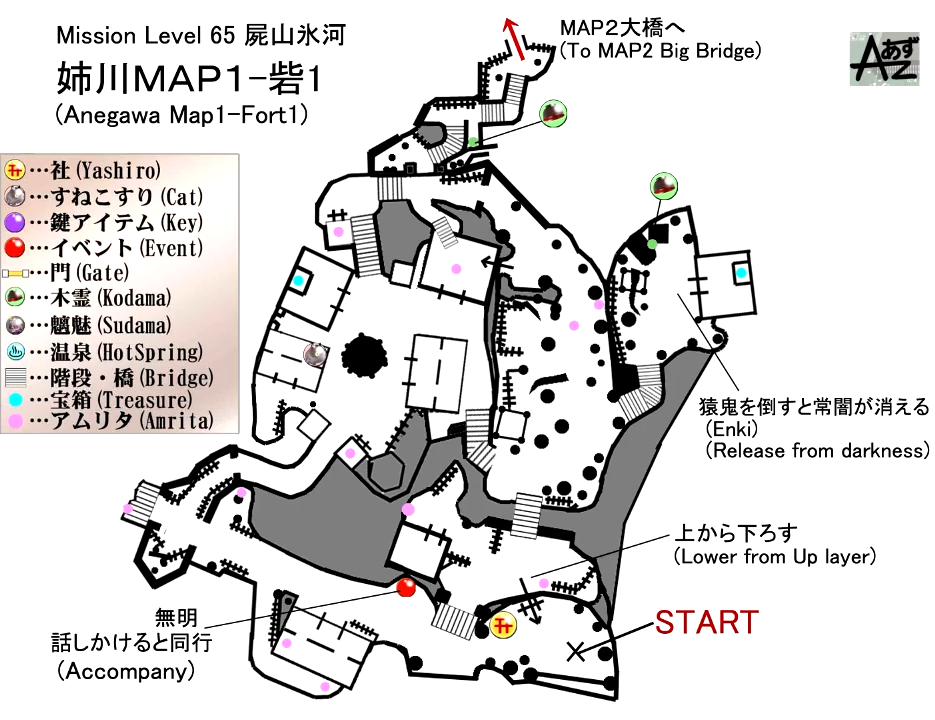 Mission Level 65 屍山氷河
姉川MAP1-砦1
(Anegawa Map1-Fort1)
MAP2大橋へ
(To MAP2 Big Bridge)
Aあず
Z
⛩…社(Yashiro)
…すねこすり(Cat)
…鍵アイテム(Key)
…イベント(Event)
…門(Gate)
…木霊(Kodama)
…魑魅(Sudama)
…温泉(HotSpring)
…階段・橋(Bridge)
…宝箱(Treasure)
…アムリタ(Amrita)
猿鬼を倒すと常闇が消える
(Enki)
(Release from darkness)
上から下ろす
(Lower from Up layer)
START
無明
話しかけると同行
(Accompany)